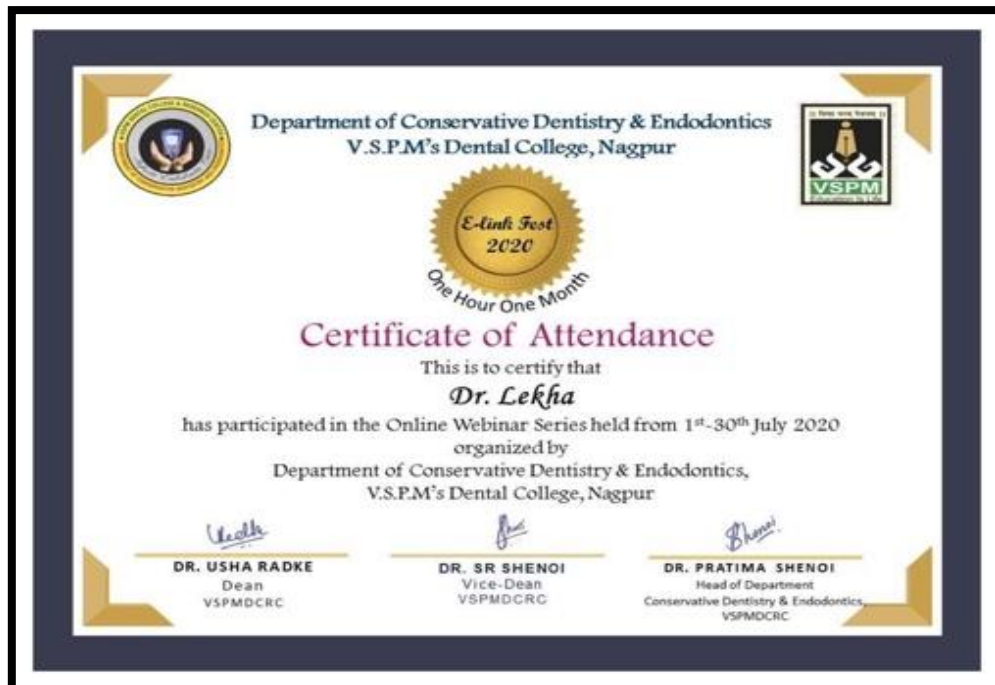 Department of Conservative Dentistry & Endodontics
V.S.P.M's Dental College, Nagpur
VSPM
Education is Life
E-link Fest
2020
One Hour One Month
Certificate of Attendance
This is to certify that
Dr. Lekha
has participated in the Online Webinar Series held from 1st-30th July 2020
organized by
Department of Conservative Dentistry & Endodontics,
V.S.P.M's Dental College, Nagpur
DR. USHA RADKE
Dean
VSPMDCRC
DR. SR SHENOI
Vice-Dean
VSPMDCRC
DR. PRATIMA SHENOI
Head of Department
Conservative Dentistry & Endodontics,
VSPMDCRC